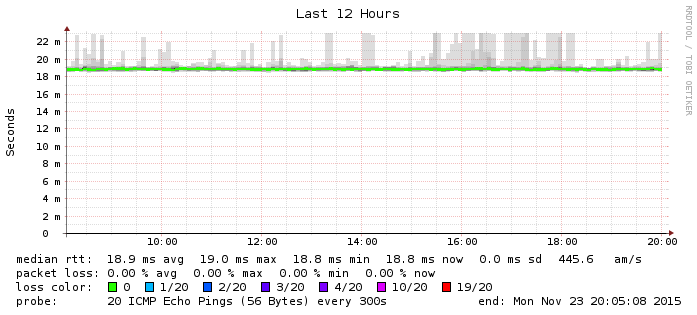 Last 12 Hours
RRDTOOL / TOBI OETIKER
Seconds
22 m
20 m
18 m
16 m
14 m
12 m
10 m
8 m
6 m
4 m
2 m
0
10:00 12:00 14:00 16:00 18:00 20:00
median rtt: 18.9 ms avg 19.0 ms max 18.8 ms min 18.8 ms now 0.0 ms sd 445.6 am/s
packet loss: 0.00 % avg 0.00 % max 0.00 % min 0.00 % now
loss color: 0 1/20 2/20 3/20 4/20 10/20 19/20
probe: 20 ICMP Echo Pings (56 Bytes) every 300s end: Mon Nov 23 20:05:08 2015